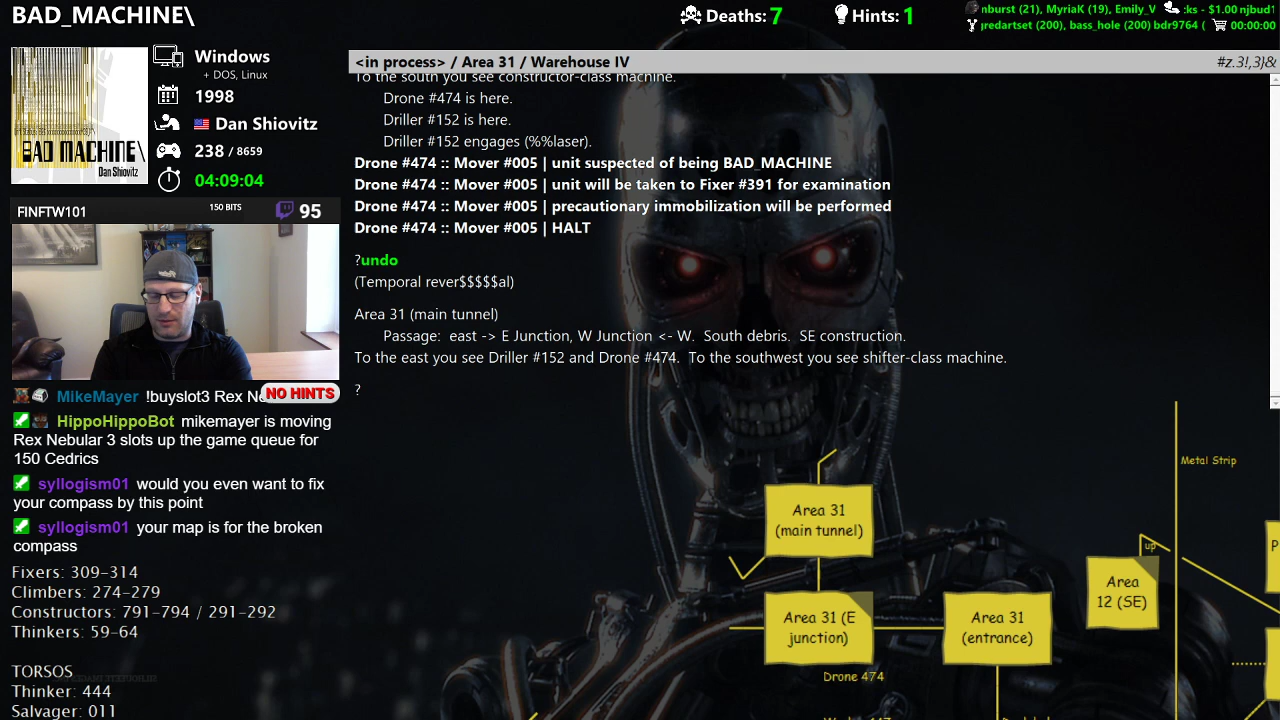 BAD_MACHINE\
Deaths: 7
Hints: 1
nburst (21), MyriaK (19), Emily_V
:ks - $1.00 njbud1
gredartset (200), bass_hole (200) bdr9764 (
00:00:00
BAD MACHINE\
Dan Shiovitz
Windows
+ DOS, Linux
1998
Dan Shiovitz
238 / 8659
04:09:04
FINFTW101
150 BITS
95
<in process> / Area 31 / Warehouse IV
#z.3!,3}&
To the south you see constructor-class machine.
Drone #474 is here.
Driller #152 is here.
Driller #152 engages (%%laser).
Drone #474 :: Mover #005 | unit suspected of being BAD_MACHINE
Drone #474 :: Mover #005 | unit will be taken to Fixer #391 for examination
Drone #474 :: Mover #005 | precautionary immobilization will be performed
Drone #474 :: Mover #005 | HALT
?undo
(Temporal rever$$$$$al)
Area 31 (main tunnel)
Passage: east -> E Junction, W Junction <- W. South debris. SE construction.
To the east you see Driller #152 and Drone #474. To the southwest you see shifter-class machine.
?
MikeMayer !buyslot3 Rex Ne
NO HINTS
HippoHippoBot mikemayer is moving
Rex Nebular 3 slots up the game queue for
150 Cedrics
syllogism01 would you even want to fix
your compass by this point
syllogism01 your map is for the broken
compass
Fixers: 309-314
Climbers: 274-279
Constructors: 791-794 / 291-292
Thinkers: 59-64
TORSOS
Thinker: 444
Salvager: 011
Metal Strip
Area 31
(main tunnel)
up
Area
12 (SE)
Area 31 (E
junction)
Area 31
(entrance)
Drone 474